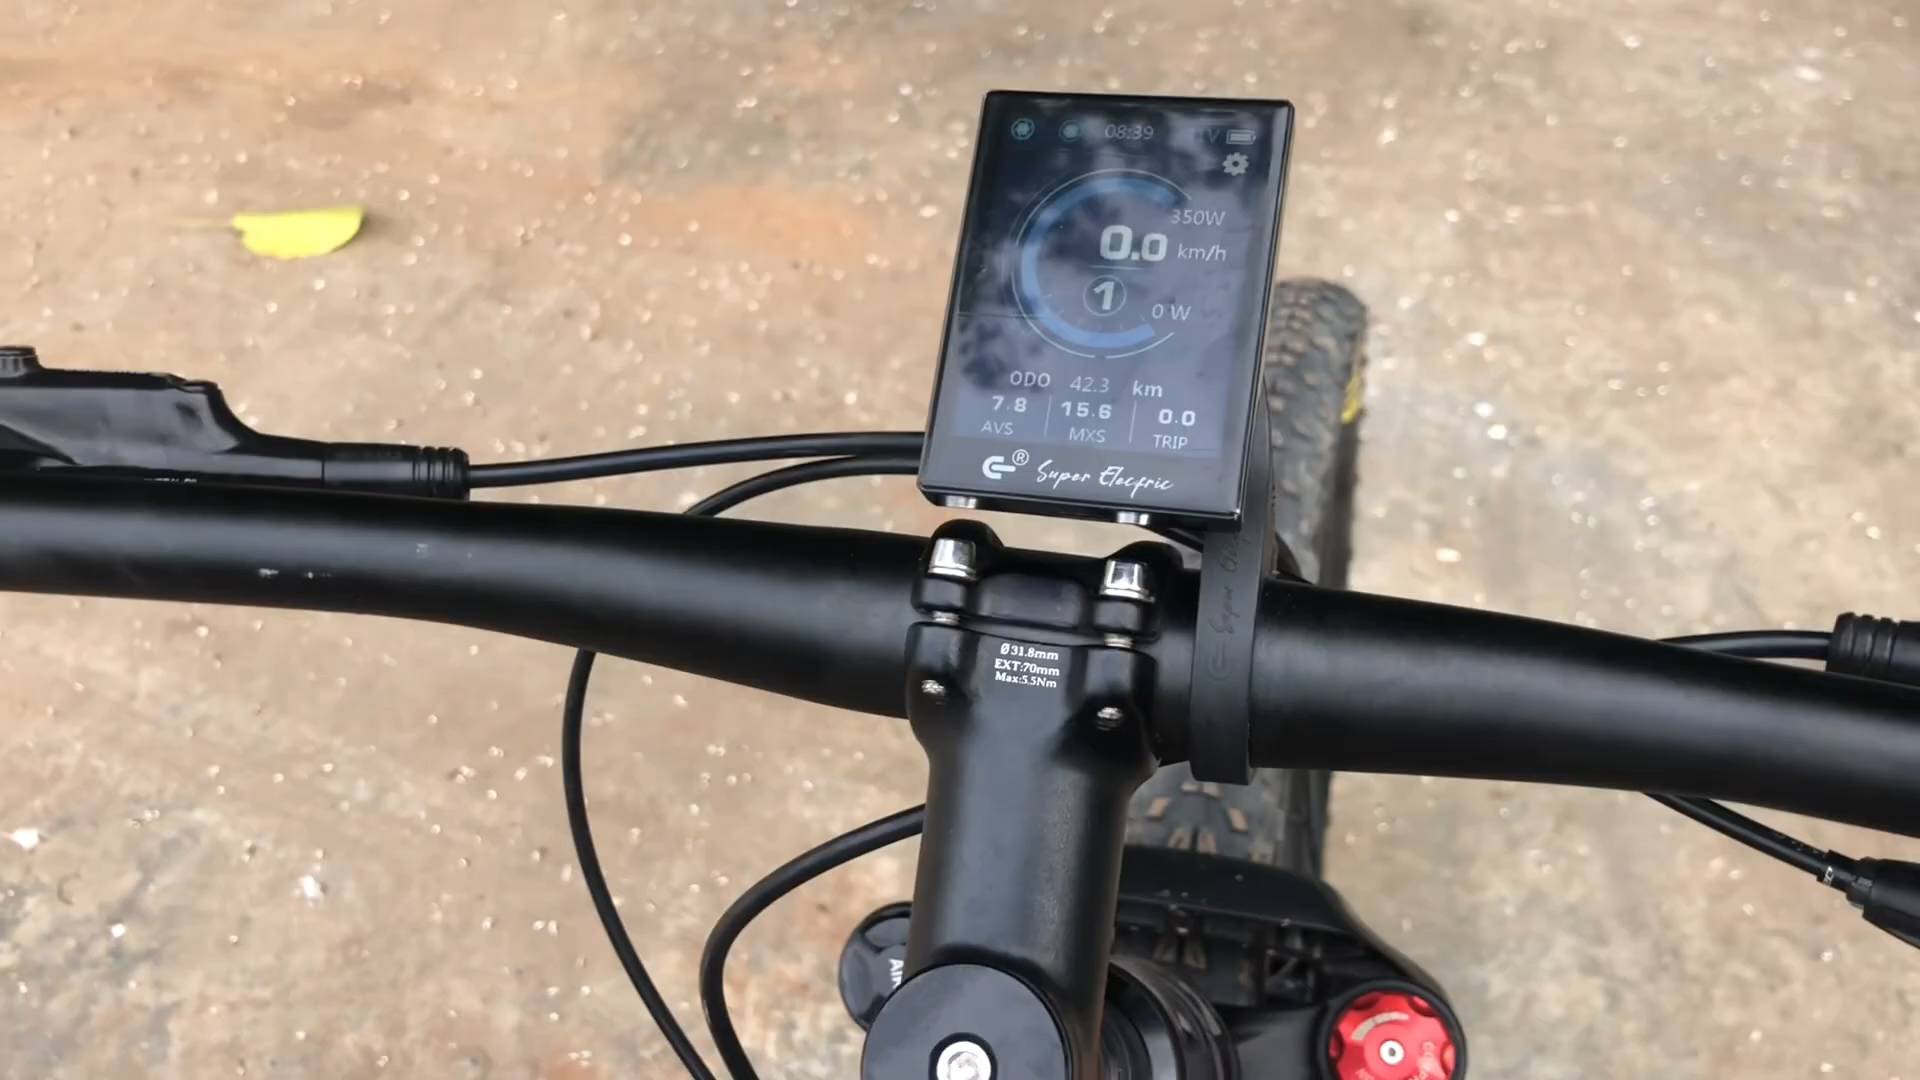 08:39
350W
0.0 km/h
1
0 W
ODO 42.3 km
7.8 15.6 0.0
AVS MXS TRIP
® Super Electric
Ø31.8mm
EXT:70mm
Max:5.5Nm